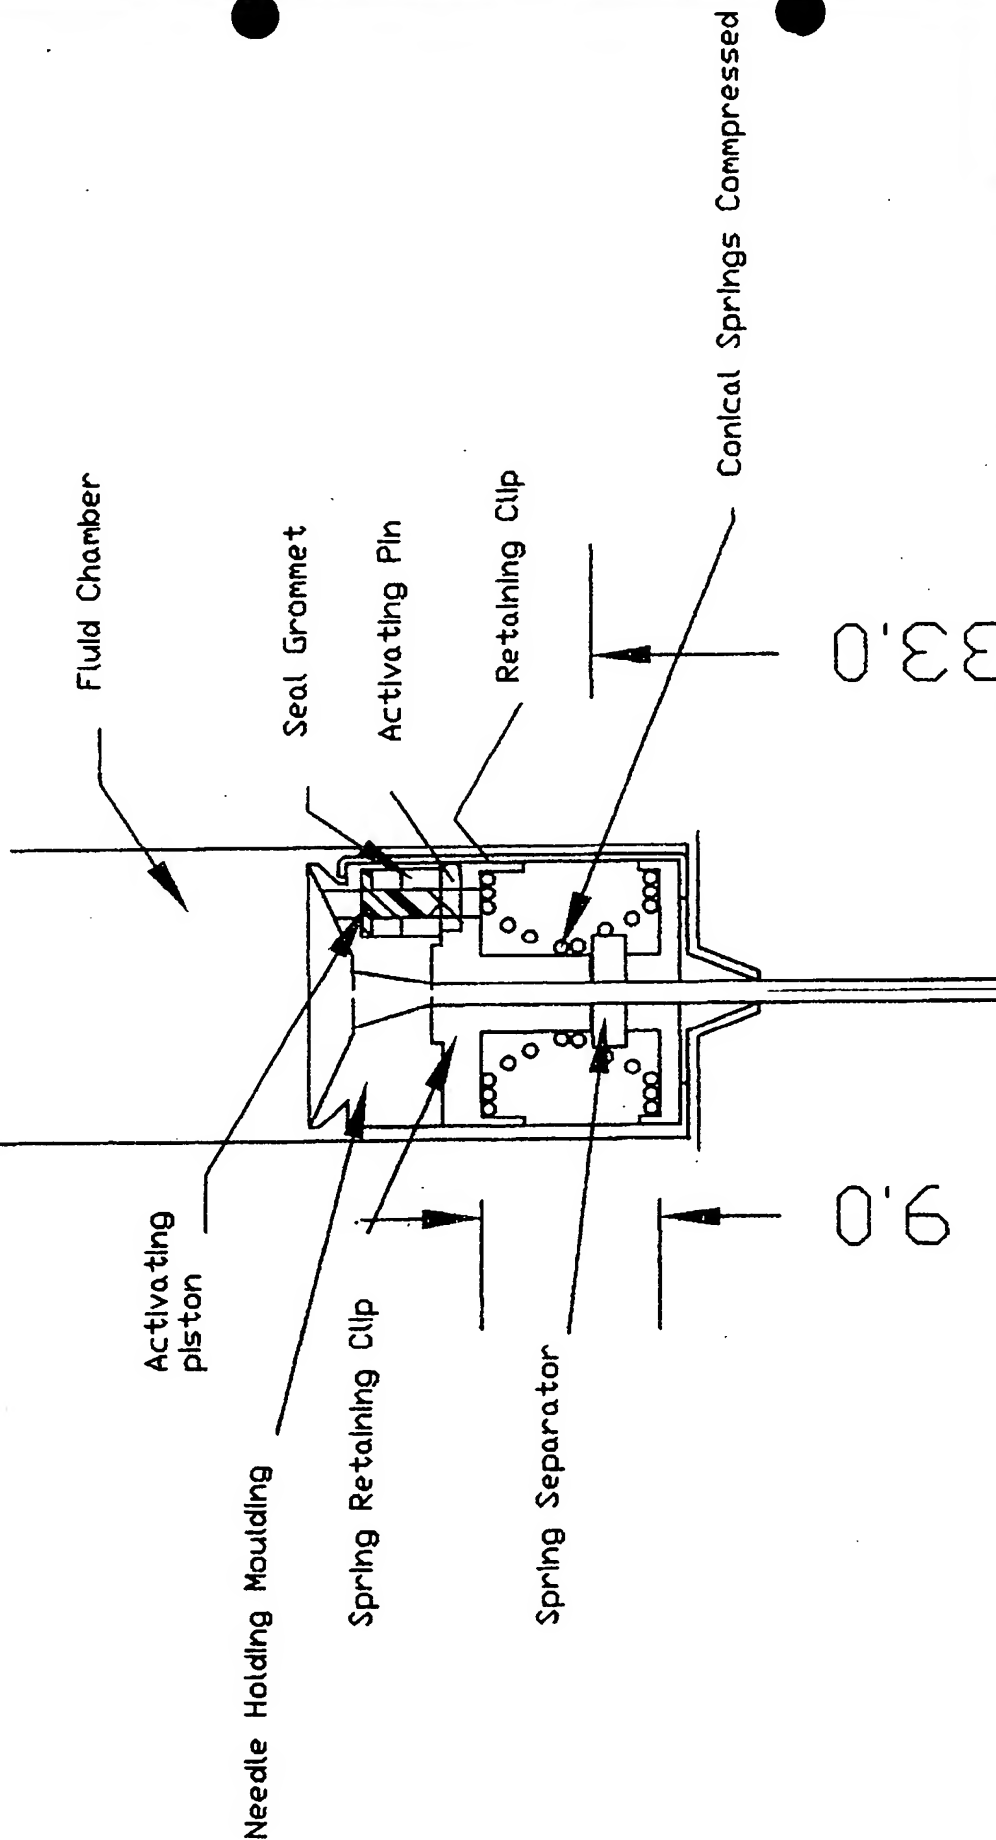 Fluid Chamber
Seal Grommet
Activating Pin
Retaining Clip
Conical Springs Commpressed
33.0
Activating
piston
Needle Holding Moulding
Spring Retaining Clip
Spring Separator
9.0